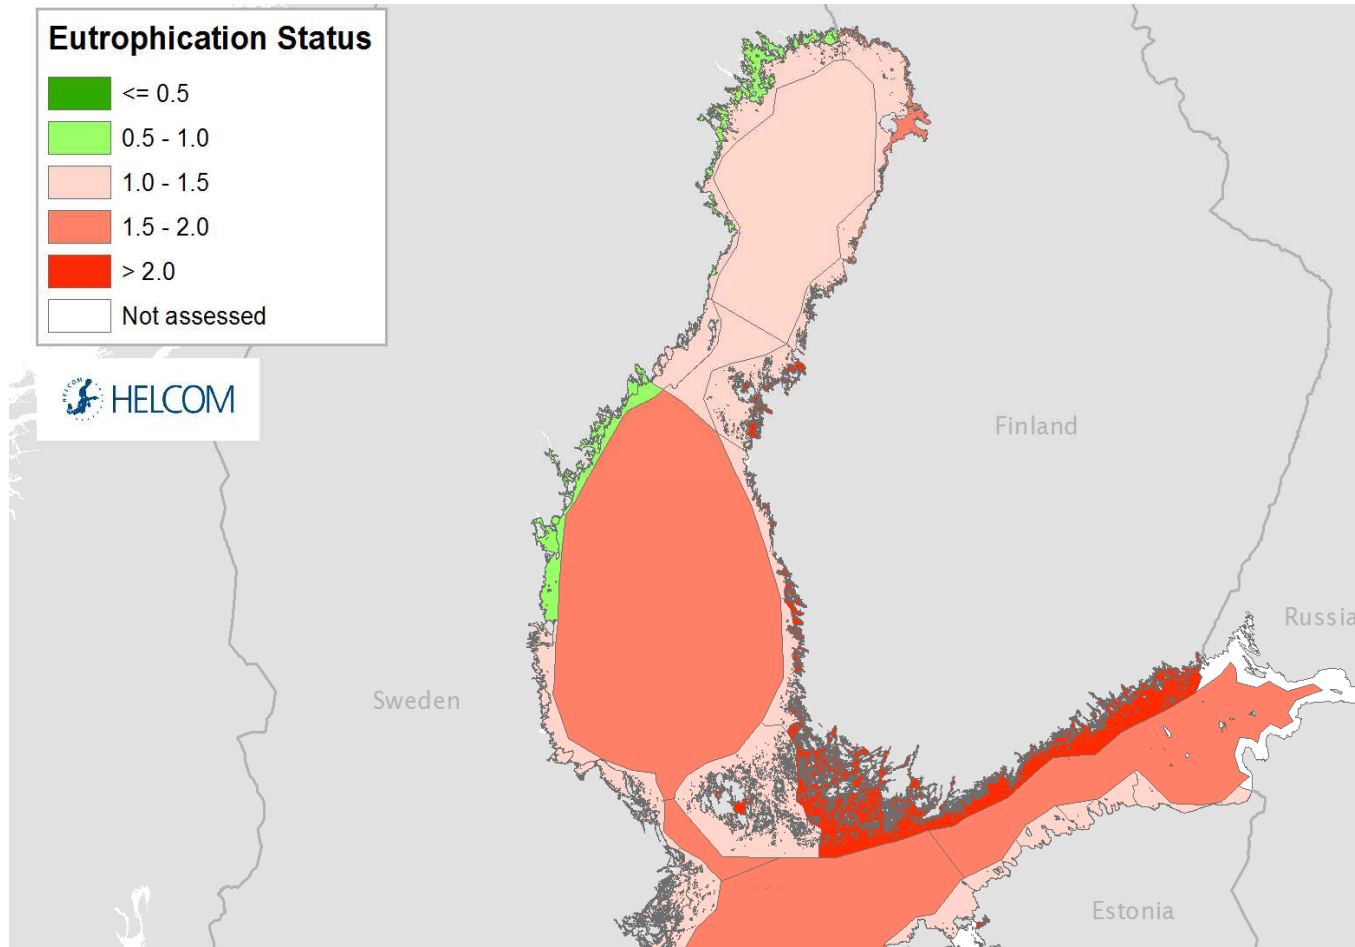 Eutrophication Status
<= 0.5
0.5 - 1.0
1.0 - 1.5
1.5 - 2.0
> 2.0
Not assessed
HELCOM
HELCOM
Finland
Russia
Sweden
Estonia